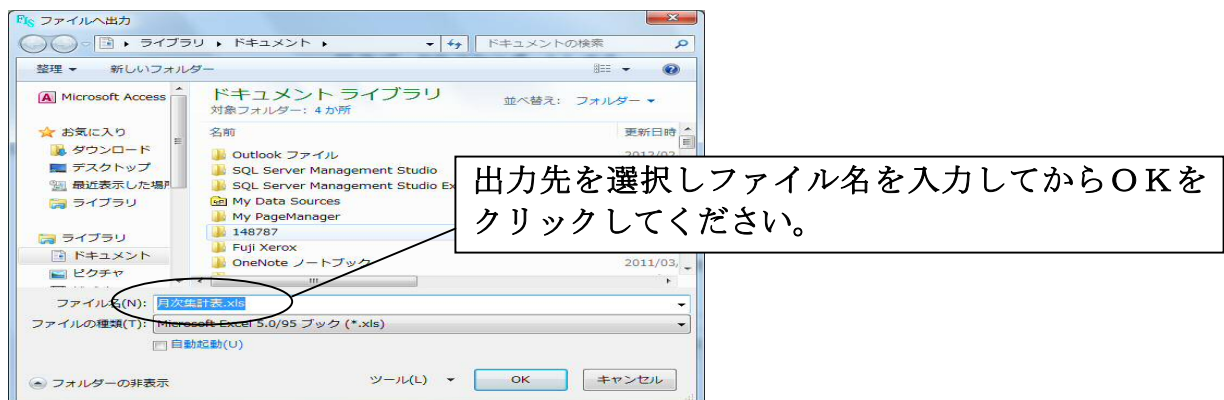 ファイルへ出力
ライブラリ ▸ ドキュメント ▸ ドキュメントの検索
整理 新しいフォルダー
Microsoft Access
お気に入り
ダウンロード
デスクトップ
最近表示した場所
ライブラリ
ライブラリ
ドキュメント
ピクチャ
ドキュメント ライブラリ
対象フォルダー: 4 か所
並べ替え: フォルダー
名前 更新日時
Outlook ファイル
SQL Server Management Studio
SQL Server Management Studio Ex
My Data Sources
My PageManager
148787
Fuji Xerox
OneNote ノートブック 2011/03/
出力先を選択しファイル名を入力してからOKを
クリックしてください。
ファイル名(N): 月次集計表.xls
ファイルの種類(T): Microsoft Excel 5.0/95 ブック (*.xls)
自動起動(U)
フォルダーの非表示 ツール(L) OK キャンセル